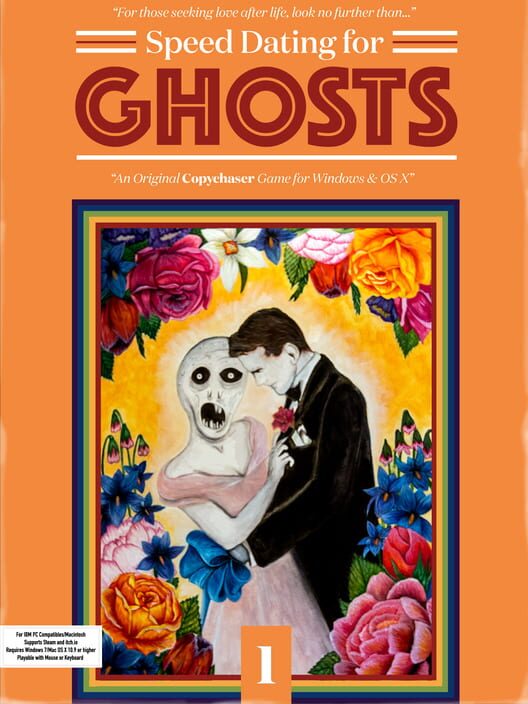 “For those seeking love after life, look no further than...”
Speed Dating for
GHOSTS
“An Original Copychaser Game for Windows & OS X”
For IBM PC Compatibles/Macintosh
Supports Steam and itch.io
Requires Windows 7/Mac OS X 10.9 or higher
Playable with Mouse or Keyboard
1